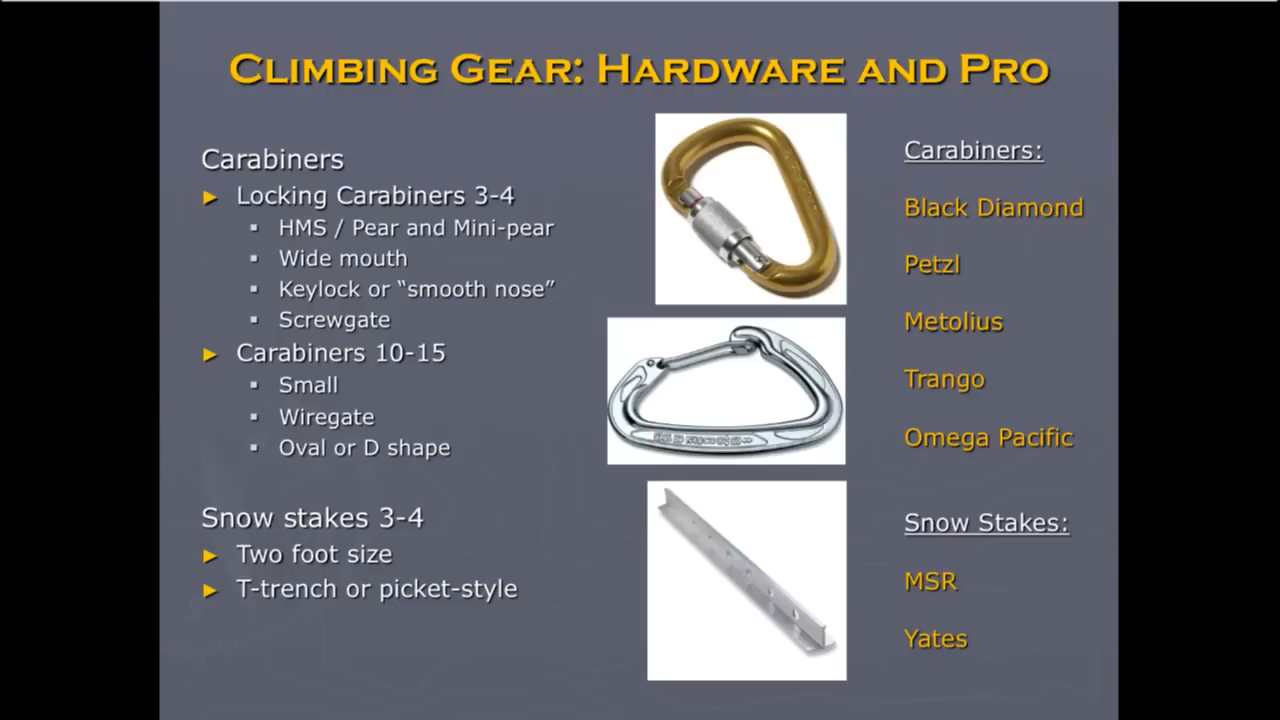 Climbing Gear: Hardware and Pro
Carabiners
► Locking Carabiners 3-4
▪ HMS / Pear and Mini-pear
▪ Wide mouth
▪ Keylock or “smooth nose”
▪ Screwgate
► Carabiners 10-15
▪ Small
▪ Wiregate
▪ Oval or D shape
Snow stakes 3-4
► Two foot size
► T-trench or picket-style
Carabiners:
Black Diamond
Petzl
Metolius
Trango
Omega Pacific
Snow Stakes:
MSR
Yates